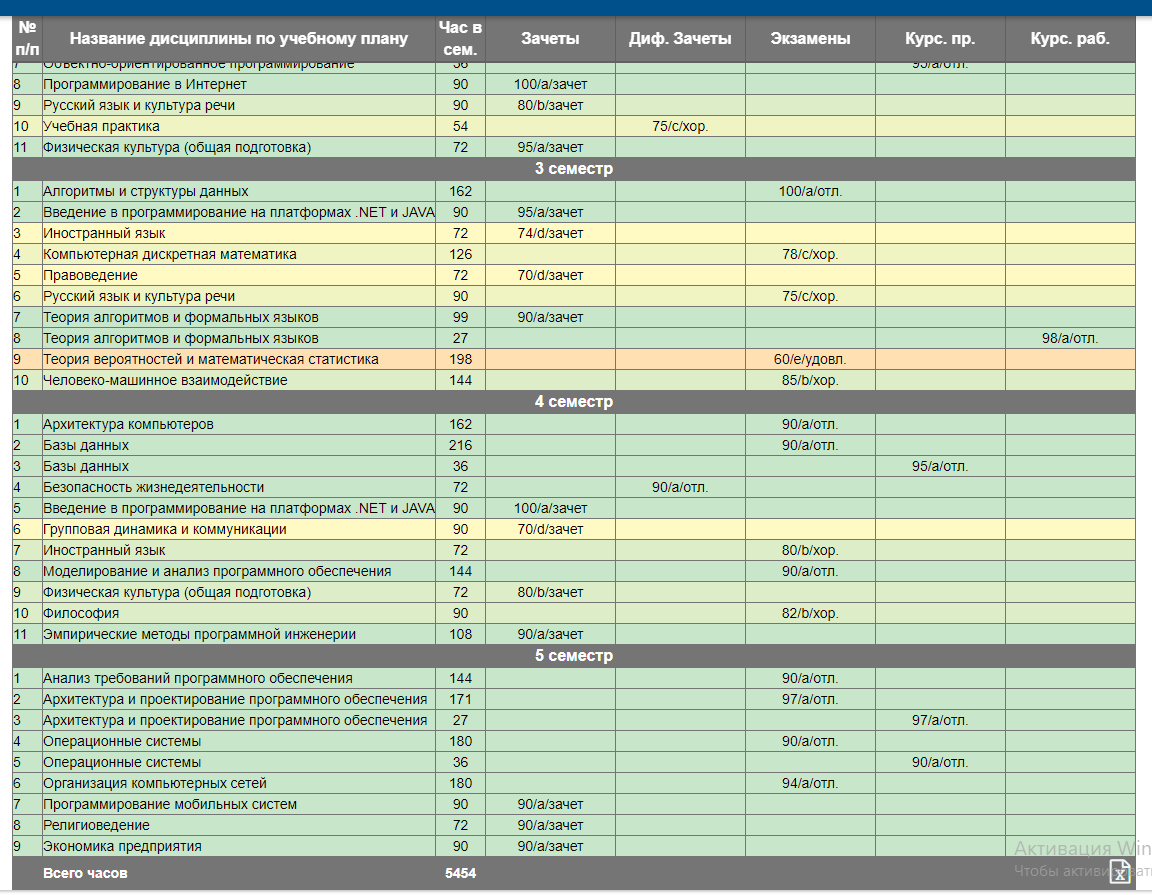 № п/п Название дисциплины по учебному плану Час в сем. Зачеты Диф. Зачеты Экзамены Курс. пр. Курс. раб.
7 Объектно-ориентированное программирование 36 95/a/отл.
8 Программирование в Интернет 90 100/a/зачет
9 Русский язык и культура речи 90 80/b/зачет
10 Учебная практика 54 75/c/хор.
11 Физическая культура (общая подготовка) 72 95/a/зачет
3 семестр
1 Алгоритмы и структуры данных 162 100/a/отл.
2 Введение в программирование на платформах .NET и JAVA 90 95/a/зачет
3 Иностранный язык 72 74/d/зачет
4 Компьютерная дискретная математика 126 78/c/хор.
5 Правоведение 72 70/d/зачет
6 Русский язык и культура речи 90 75/c/хор.
7 Теория алгоритмов и формальных языков 99 90/a/зачет
8 Теория алгоритмов и формальных языков 27 98/a/отл.
9 Теория вероятностей и математическая статистика 198 60/e/удовл.
10 Человеко-машинное взаимодействие 144 85/b/хор.
4 семестр
1 Архитектура компьютеров 162 90/a/отл.
2 Базы данных 216 90/a/отл.
3 Базы данных 36 95/a/отл.
4 Безопасность жизнедеятельности 72 90/a/отл.
5 Введение в программирование на платформах .NET и JAVA 90 100/a/зачет
6 Групповая динамика и коммуникации 90 70/d/зачет
7 Иностранный язык 72 80/b/хор.
8 Моделирование и анализ программного обеспечения 144 90/a/отл.
9 Физическая культура (общая подготовка) 72 80/b/зачет
10 Философия 90 82/b/хор.
11 Эмпирические методы программной инженерии 108 90/a/зачет
5 семестр
1 Анализ требований программного обеспечения 144 90/a/отл.
2 Архитектура и проектирование программного обеспечения 171 97/a/отл.
3 Архитектура и проектирование программного обеспечения 27 97/a/отл.
4 Операционные системы 180 90/a/отл.
5 Операционные системы 36 90/a/отл.
6 Организация компьютерных сетей 180 94/a/отл.
7 Программирование мобильных систем 90 90/a/зачет
8 Религиоведение 72 90/a/зачет
9 Экономика предприятия 90 90/a/зачет
Активация Win
Всего часов 5454
Чтобы активи